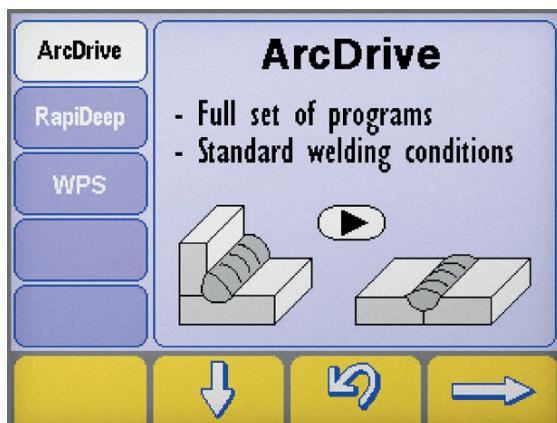 ArcDrive
RapiDeep
WPS
ArcDrive
- Full set of programs
- Standard welding conditions